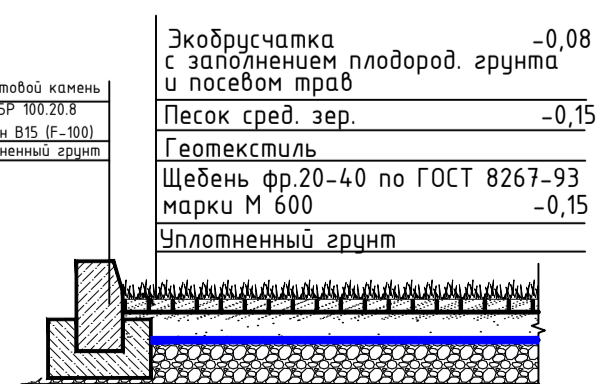 Экобрусчатка -0,08
с заполнением плодород. грунта
и посевом трав
товой камень
БР 100.20.8
Песок сред. зер. -0,15
н В15 (F-100)
ненный грунт
Геотекстиль
Щебень фр.20-40 по ГОСТ 8267-93
марки М 600 -0,15
Уплотненный грунт